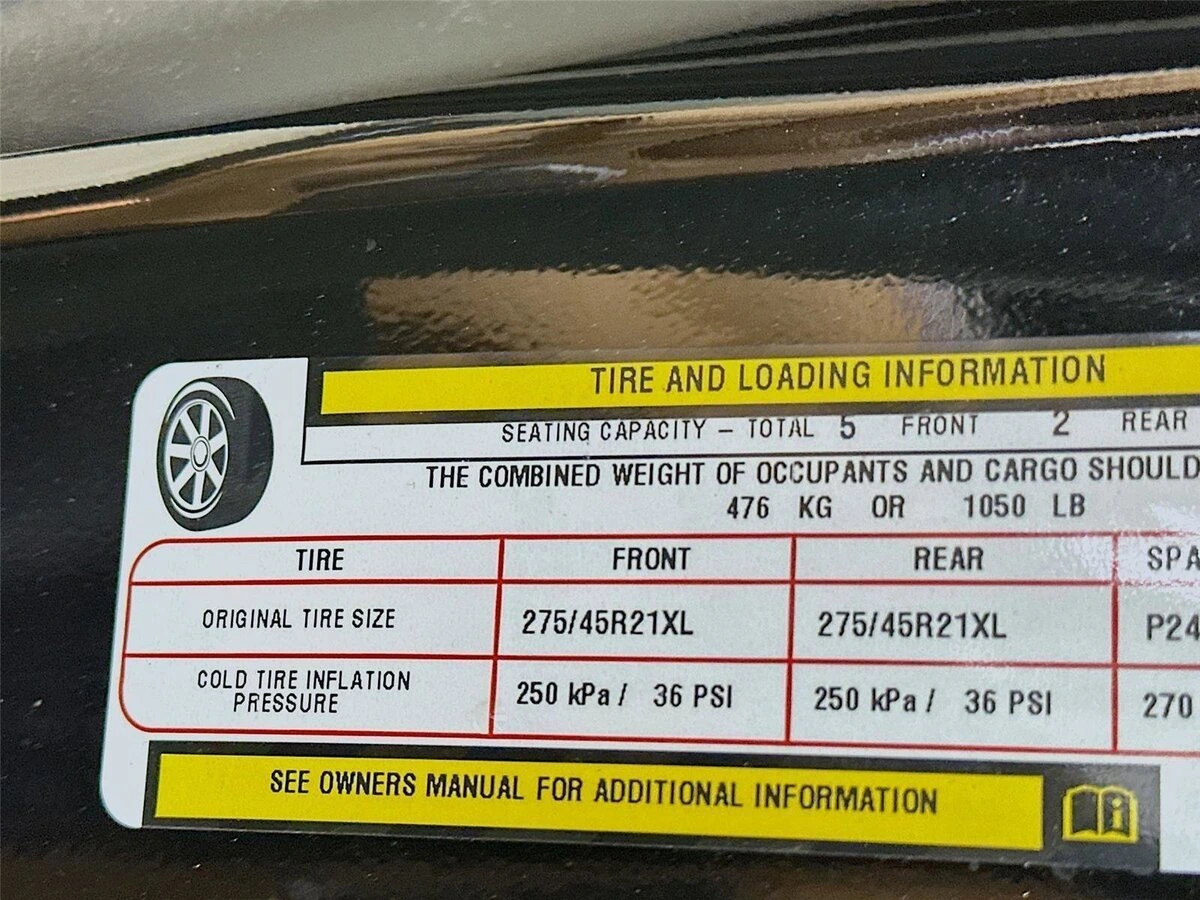 TIRE AND LOADING INFORMATION
SEATING CAPACITY – TOTAL 5 FRONT 2 REAR
THE COMBINED WEIGHT OF OCCUPANTS AND CARGO SHOULD
476 KG OR 1050 LB
TIRE FRONT REAR SPA
ORIGINAL TIRE SIZE 275/45R21XL 275/45R21XL P24
COLD TIRE INFLATION
PRESSURE 250 kPa / 36 PSI 250 kPa / 36 PSI 270
SEE OWNERS MANUAL FOR ADDITIONAL INFORMATION